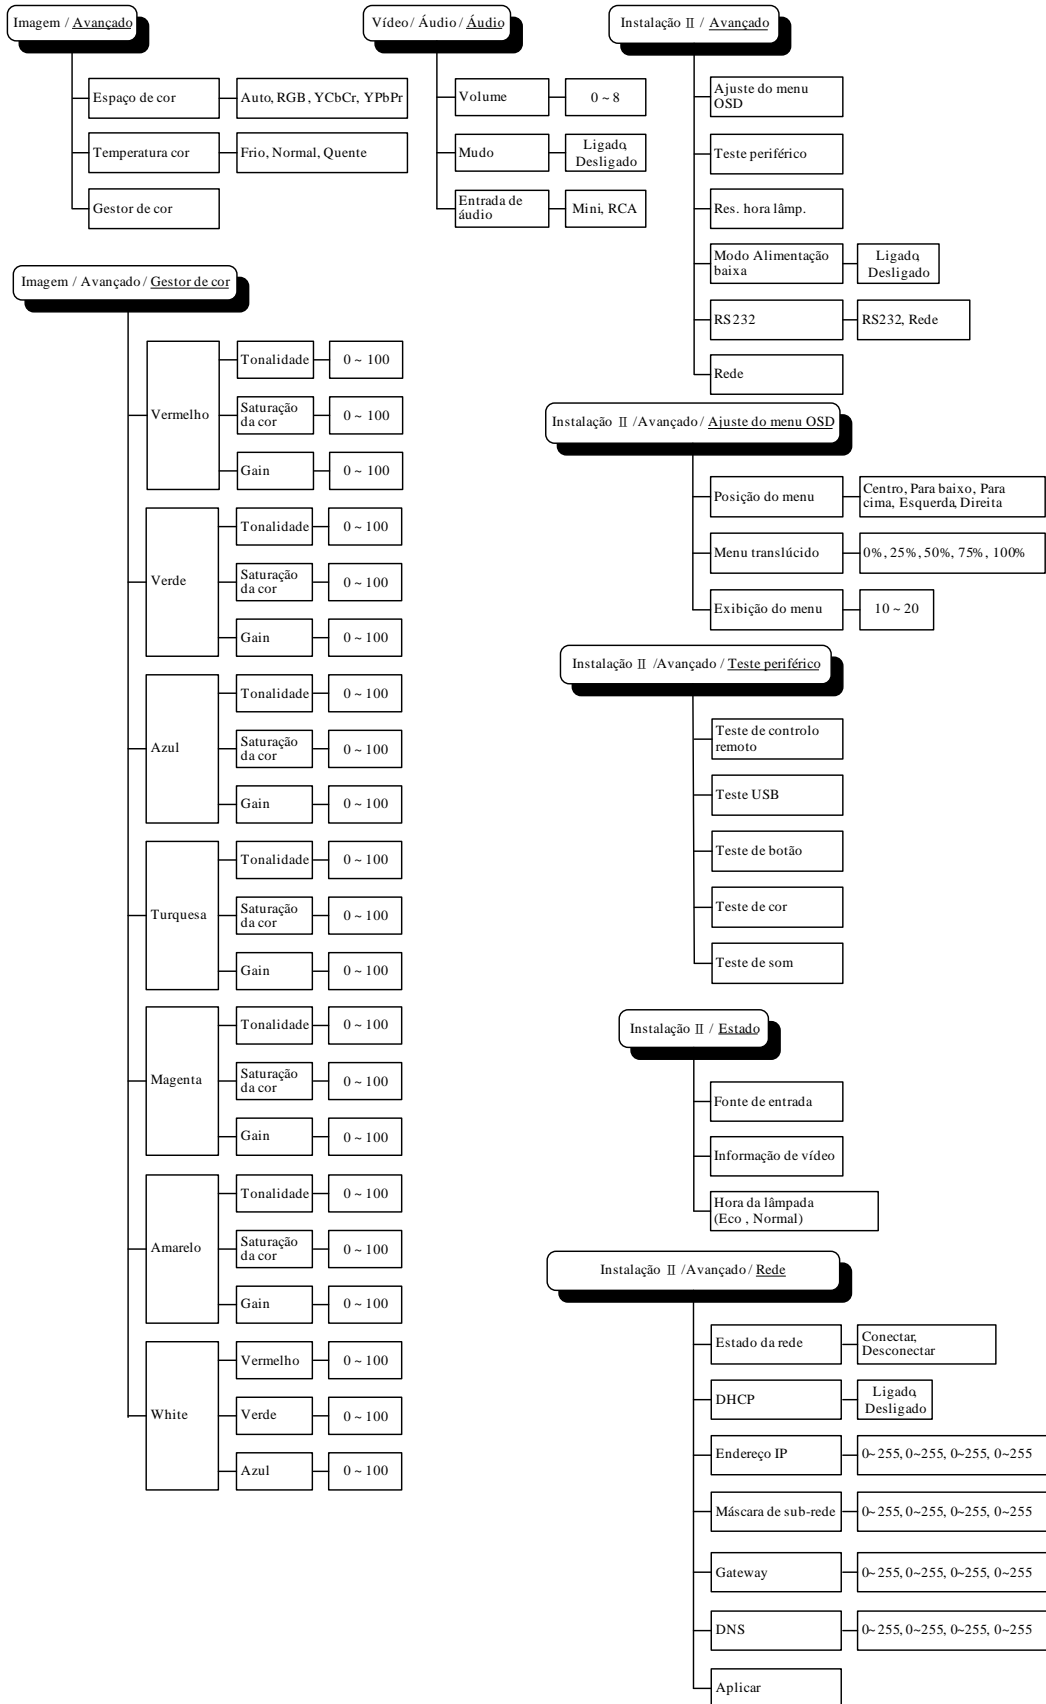 Imagem / Avançado
Espaço de cor
Auto, RGB, YCbCr, YPbPr
Temperatura cor
Frio, Normal, Quente
Gestor de cor
Vídeo / Áudio / Áudio
Volume
0 ~ 8
Mudo
Ligado,
Desligado
Entrada de
áudio
Mini, RCA
Instalação II / Avançado
Ajuste do menu
OSD
Teste periférico
Res. hora lâmp.
Modo Alimentação
baixa
Ligado,
Desligado
RS232
RS232, Rede
Rede
Imagem / Avançado / Gestor de cor
Vermelho
Tonalidade
0 ~ 100
Saturação
da cor
0 ~ 100
Gain
0 ~ 100
Verde
Tonalidade
0 ~ 100
Saturação
da cor
0 ~ 100
Gain
0 ~ 100
Azul
Tonalidade
0 ~ 100
Saturação
da cor
0 ~ 100
Gain
0 ~ 100
Turquesa
Tonalidade
0 ~ 100
Saturação
da cor
0 ~ 100
Gain
0 ~ 100
Magenta
Tonalidade
0 ~ 100
Saturação
da cor
0 ~ 100
Gain
0 ~ 100
Amarelo
Tonalidade
0 ~ 100
Saturação
da cor
0 ~ 100
Gain
0 ~ 100
White
Vermelho
0 ~ 100
Verde
0 ~ 100
Azul
0 ~ 100
Instalação II /Avançado / Ajuste do menu OSD
Posição do menu
Centro, Para baixo, Para
cima, Esquerda, Direita
Menu translúcido
0%, 25%, 50%, 75%, 100%
Exibição do menu
10 ~ 20
Instalação II /Avançado / Teste periférico
Teste de controlo
remoto
Teste USB
Teste de botão
Teste de cor
Teste de som
Instalação II / Estado
Fonte de entrada
Informação de vídeo
Hora da lâmpada
(Eco , Normal)
Instalação II /Avançado / Rede
Estado da rede
Conectar,
Desconectar
DHCP
Ligado,
Desligado
Endereço IP
0~255, 0~255, 0~255, 0~255
Máscara de sub-rede
0~255, 0~255, 0~255, 0~255
Gateway
0~255, 0~255, 0~255, 0~255
DNS
0~255, 0~255, 0~255, 0~255
Aplicar